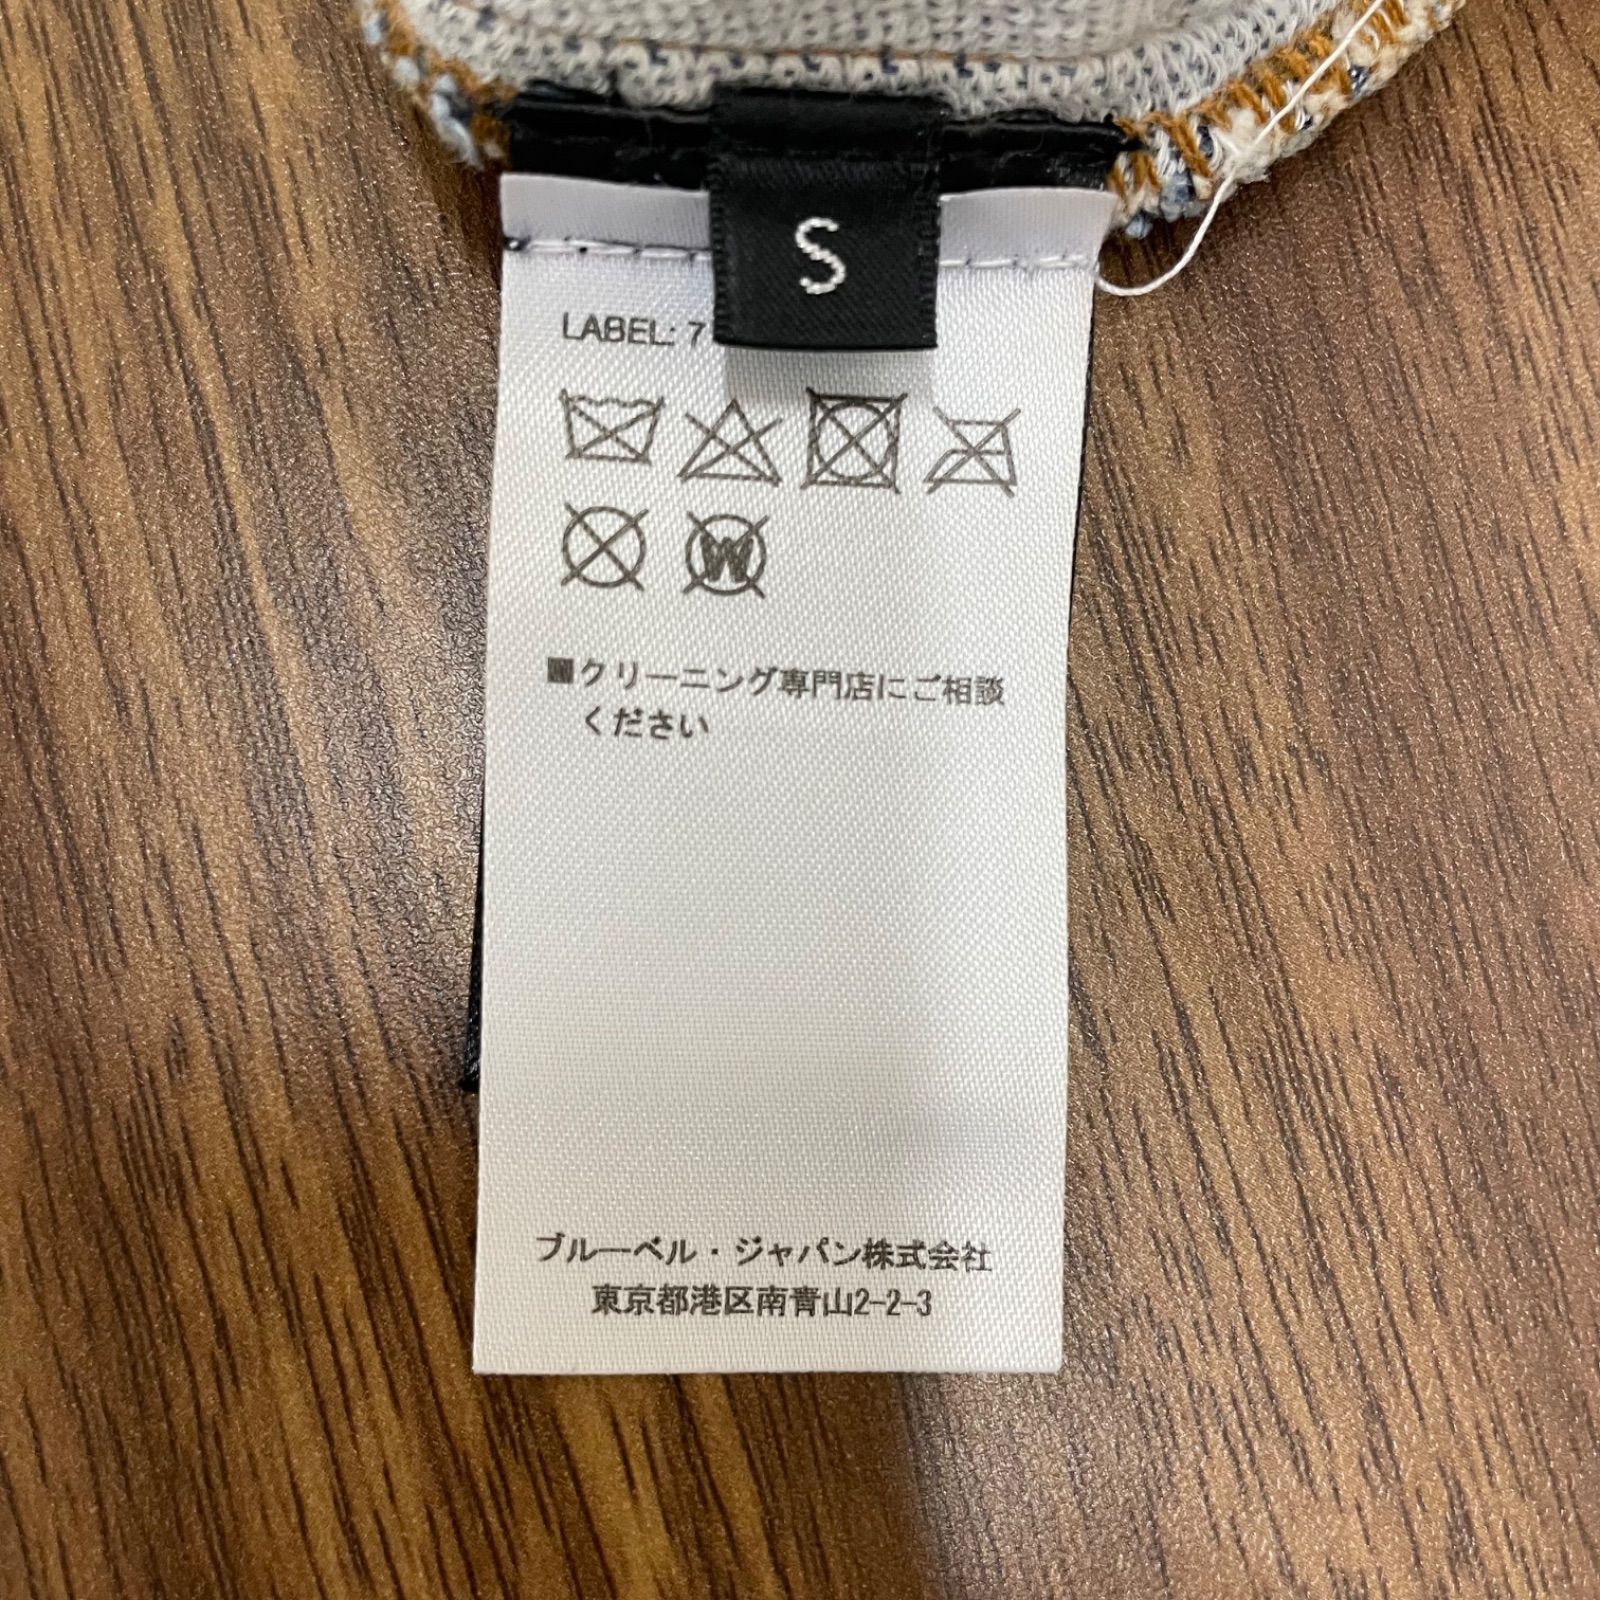 S
LABEL: 7
W
■クリーニング専門店にご相談
ください
ブルーベル・ジャパン株式会社
東京都港区南青山2-2-3